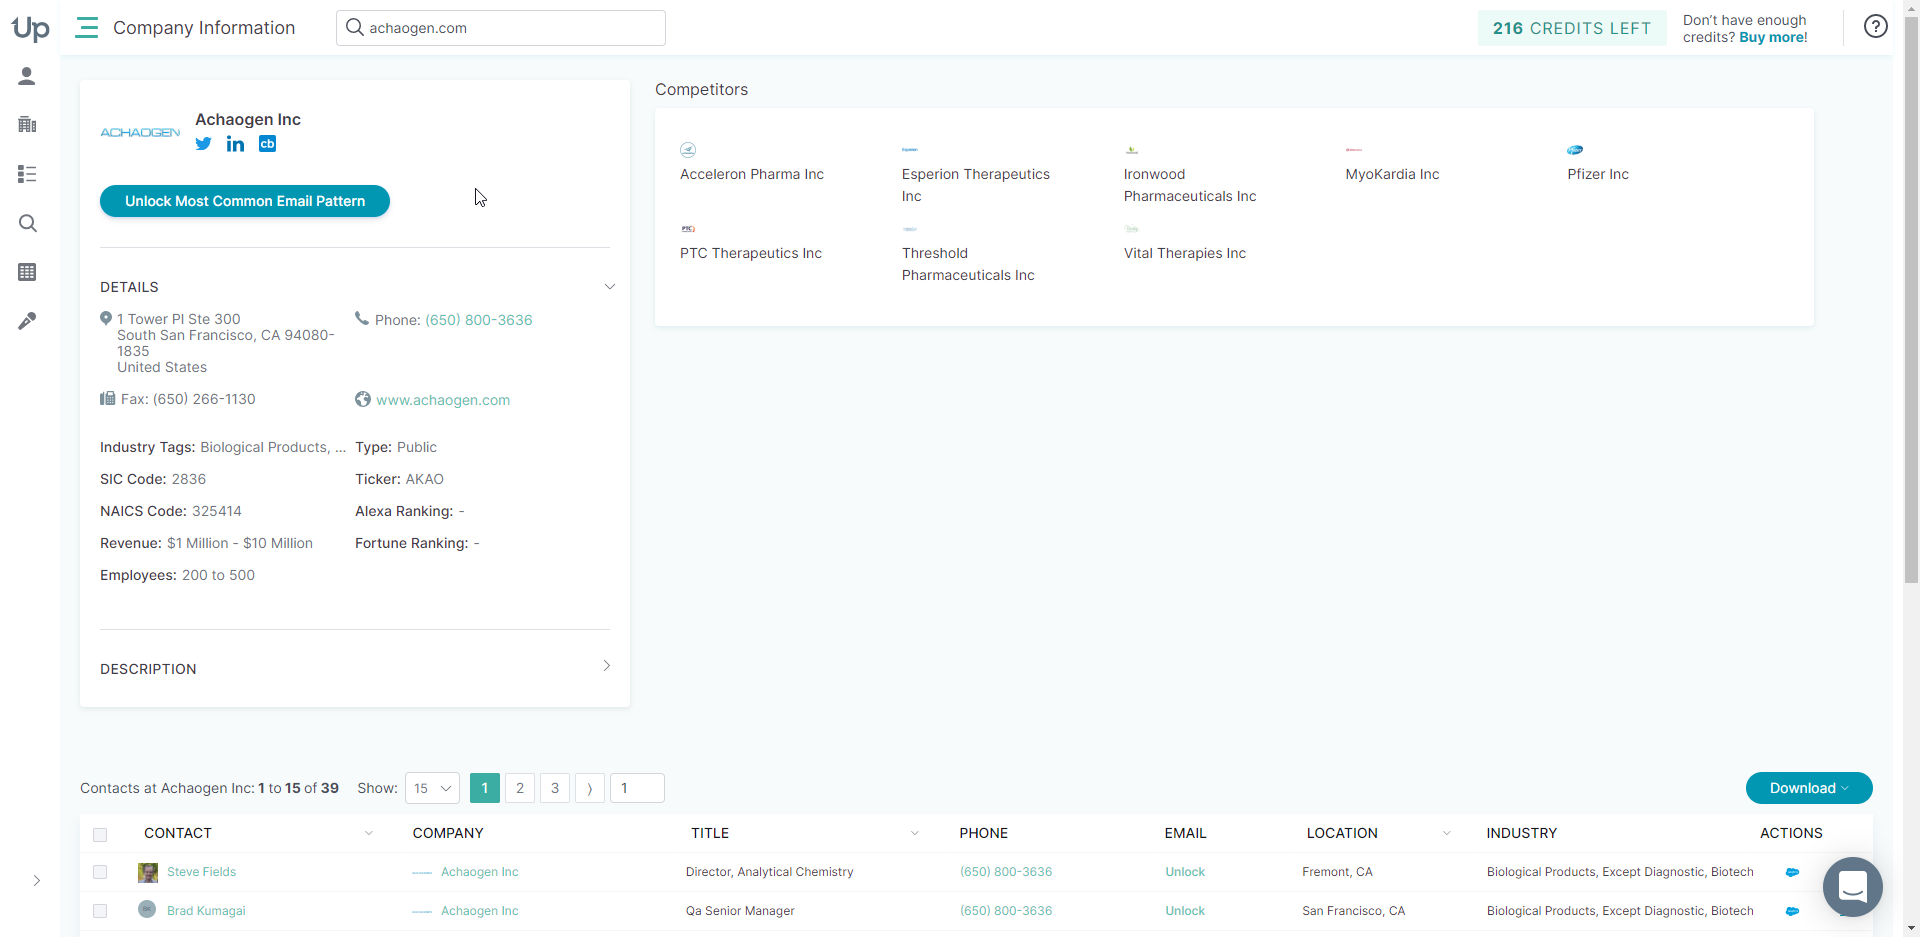 Up
Company Information
achaogen.com
216 CREDITS LEFT
Don't have enough
credits? Buy more!
?
ACHAOGEN
Achaogen Inc
in
cb
Unlock Most Common Email Pattern
DETAILS
1 Tower Pl Ste 300
South San Francisco, CA 94080-
1835
United States
Phone: (650) 800-3636
Fax: (650) 266-1130
www.achaogen.com
Industry Tags: Biological Products, ...
Type: Public
SIC Code: 2836
Ticker: AKAO
NAICS Code: 325414
Alexa Ranking: -
Revenue: $1 Million - $10 Million
Fortune Ranking: -
Employees: 200 to 500
DESCRIPTION
Competitors
Acceleron Pharma Inc
Esperion Therapeutics
Inc
Ironwood
Pharmaceuticals Inc
MyoKardia Inc
Pfizer Inc
PTC
PTC Therapeutics Inc
Threshold
Pharmaceuticals Inc
Vital Therapies Inc
Contacts at Achaogen Inc: 1 to 15 of 39
Show: 15
1 2 3 ⟩ 1
Download
CONTACT COMPANY TITLE PHONE EMAIL LOCATION INDUSTRY ACTIONS
Steve Fields Achaogen Inc Director, Analytical Chemistry (650) 800-3636 Unlock Fremont, CA Biological Products, Except Diagnostic, Biotech
Brad Kumagai Achaogen Inc Qa Senior Manager (650) 800-3636 Unlock San Francisco, CA Biological Products, Except Diagnostic, Biotech